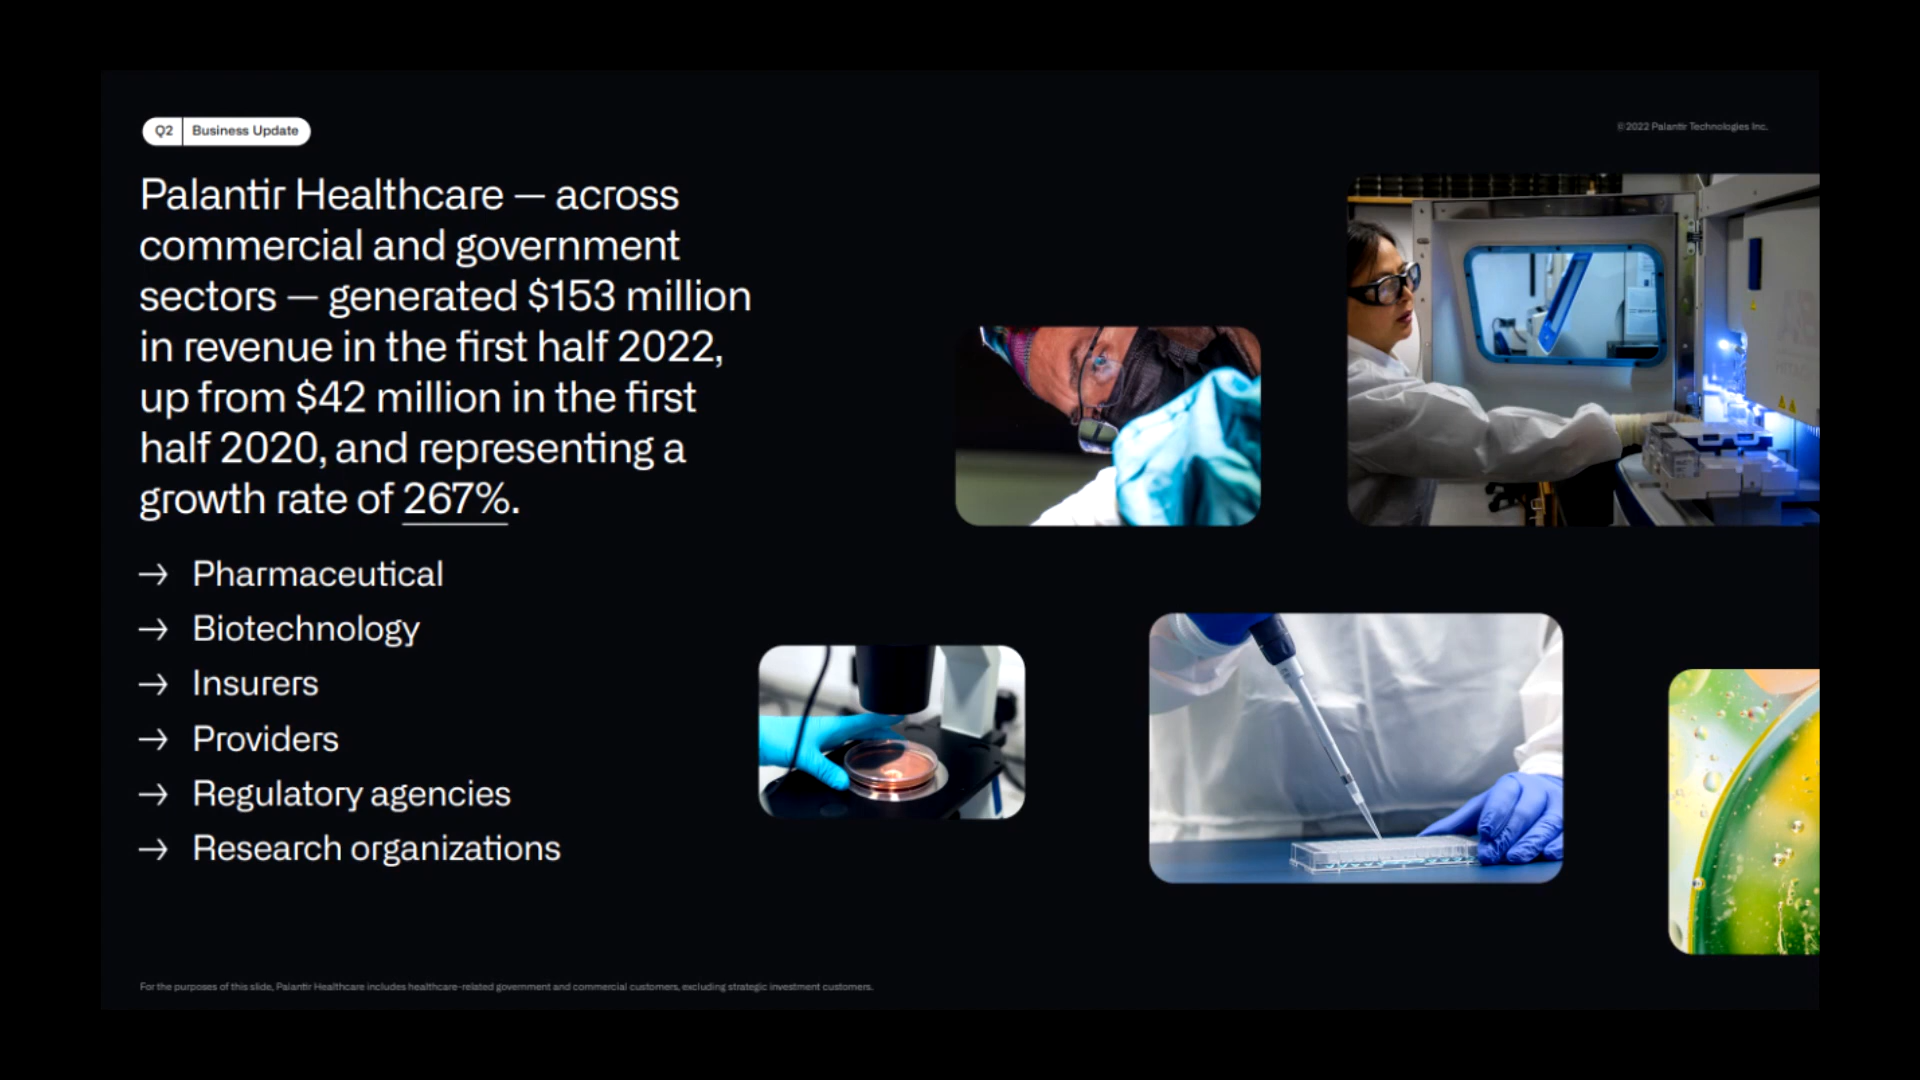 Q2 Business Update
© 2022 Palantir Technologies Inc.
Palantir Healthcare — across
commercial and government
sectors — generated $153 million
in revenue in the first half 2022,
up from $42 million in the first
half 2020, and representing a
growth rate of 267%.
→ Pharmaceutical
→ Biotechnology
→ Insurers
→ Providers
→ Regulatory agencies
→ Research organizations
For the purposes of this slide, Palantir Healthcare includes healthcare-related government and commercial customers, excluding strategic investment customers.